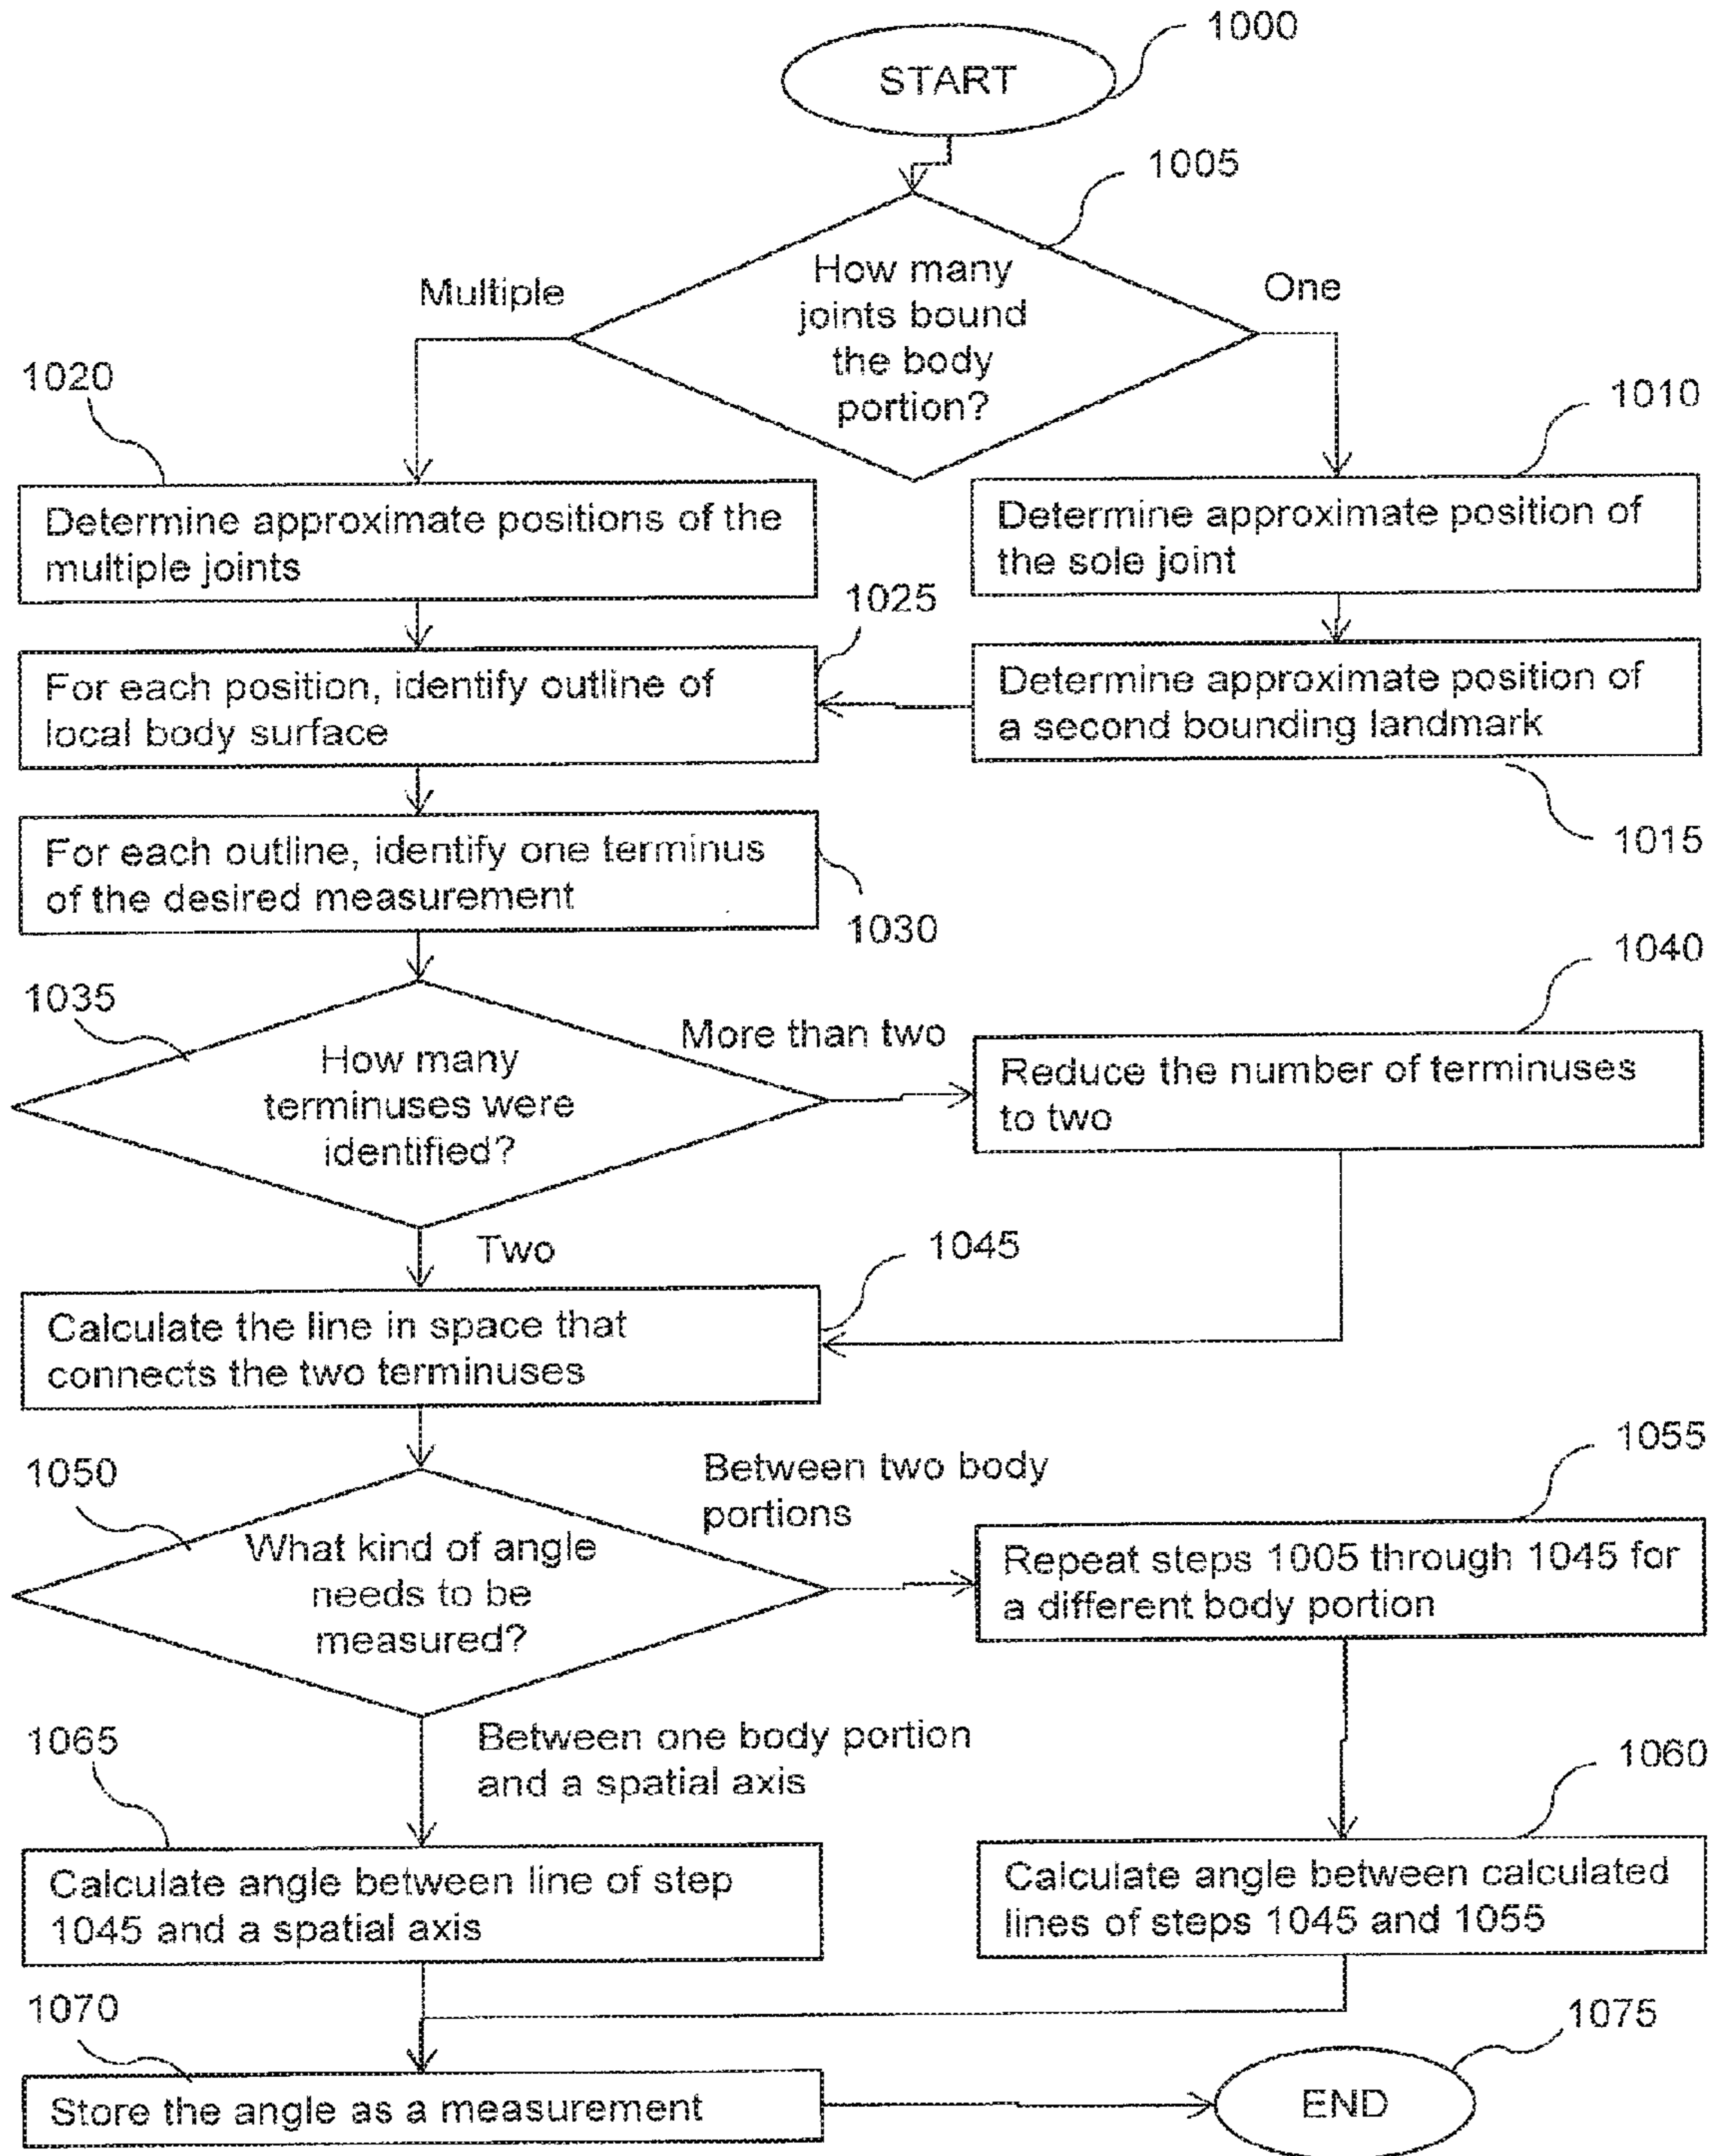 1000
START
1005
How many
joints bound
the body
portion?
Multiple
One
1020
1010
Determine approximate positions of the
multiple joints
Determine approximate position of
the sole joint
1025
For each position, identify outline of
local body surface
Determine approximate position of
a second bounding landmark
1015
For each outline, identify one terminus
of the desired measurement
1030
1040
1035
How many
terminuses were
identified?
More than two
Reduce the number of terminuses
to two
Two
1045
Calculate the line in space that
connects the two terminuses
1055
1050
What kind of angle
needs to be
measured?
Between two body
portions
Repeat steps 1005 through 1045 for
a different body portion
Between one body portion
and a spatial axis
1065
1060
Calculate angle between line of step
1045 and a spatial axis
Calculate angle between calculated
lines of steps 1045 and 1055
1070
1075
Store the angle as a measurement
END